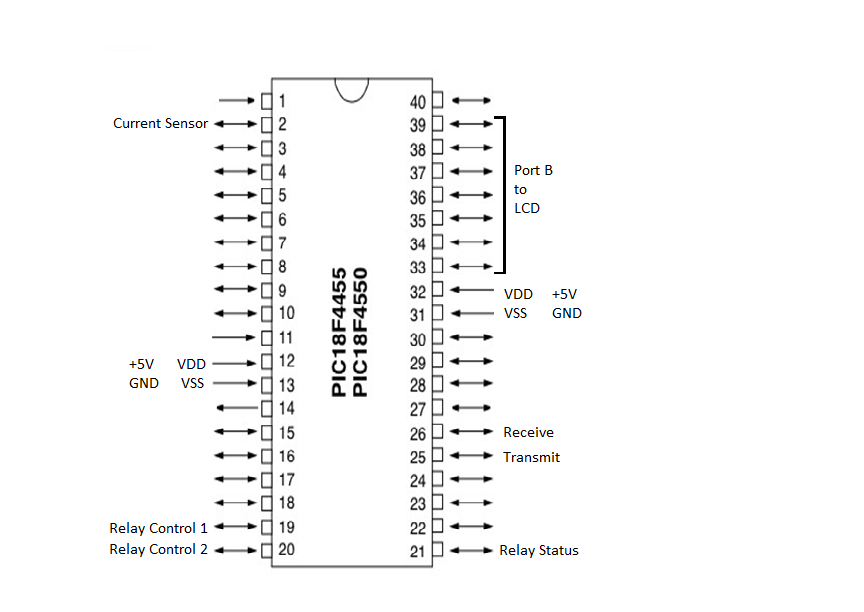 1 40
Current Sensor 2 39
3 38
4 37
5 36
6 35
7 34
8 33
9 32
10 31
11 30
12 29
13 28
14 27
15 26
16 25
17 24
18 23
19 22
20 21
Port B
to
LCD
VDD +5V
VSS GND
+5V VDD
GND VSS
PIC18F4455
PIC18F4550
Receive
Transmit
Relay Control 1
Relay Control 2
Relay Status